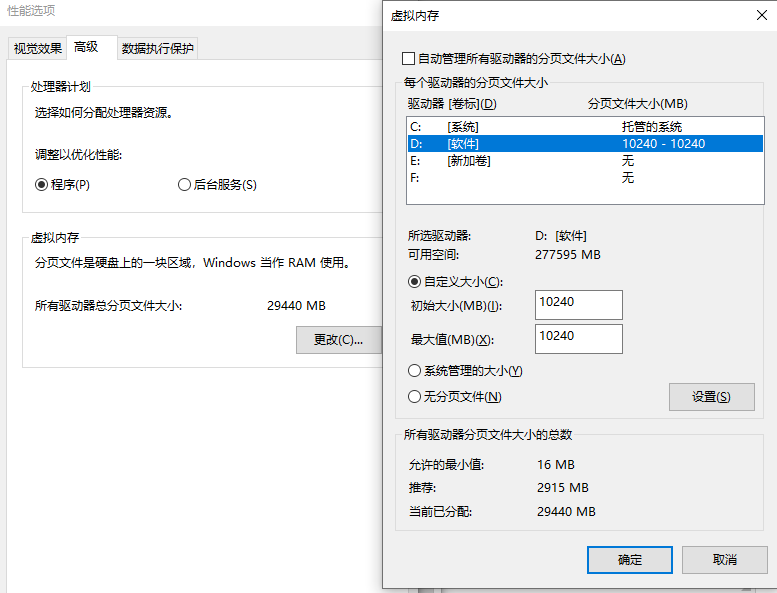 性能选项
视觉效果 高级 数据执行保护
处理器计划
选择如何分配处理器资源。
调整以优化性能:
程序(P) 后台服务(S)
虚拟内存
分页文件是硬盘上的一块区域，Windows 当作 RAM 使用。
所有驱动器总分页文件大小: 29440 MB
更改(C)...
虚拟内存
自动管理所有驱动器的分页文件大小(A)
每个驱动器的分页文件大小
驱动器 [卷标](D) 分页文件大小(MB)
C: [系统] 托管的系统
D: [软件] 10240 - 10240
E: [新加卷] 无
F: 无
所选驱动器: D: [软件]
可用空间: 277595 MB
自定义大小(C):
初始大小(MB)(I): 10240
最大值(MB)(X): 10240
系统管理的大小(Y)
无分页文件(N) 设置(S)
所有驱动器分页文件大小的总数
允许的最小值: 16 MB
推荐: 2915 MB
当前已分配: 29440 MB
确定 取消